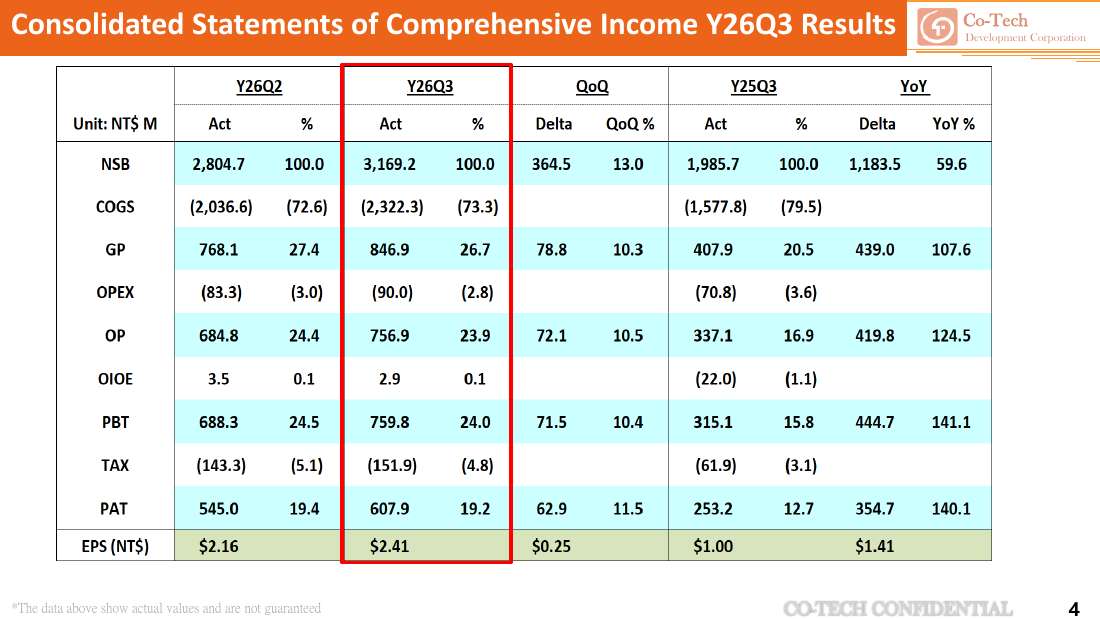 Consolidated Statements of Comprehensive Income Y26Q3 Results
Co-Tech
Development Corporation
Y26Q2 Y26Q3 QoQ Y25Q3 YoY
Unit: NT$ M Act % Act % Delta QoQ % Act % Delta YoY %
NSB 2,804.7 100.0 3,169.2 100.0 364.5 13.0 1,985.7 100.0 1,183.5 59.6
COGS (2,036.6) (72.6) (2,322.3) (73.3) (1,577.8) (79.5)
GP 768.1 27.4 846.9 26.7 78.8 10.3 407.9 20.5 439.0 107.6
OPEX (83.3) (3.0) (90.0) (2.8) (70.8) (3.6)
OP 684.8 24.4 756.9 23.9 72.1 10.5 337.1 16.9 419.8 124.5
OIOE 3.5 0.1 2.9 0.1 (22.0) (1.1)
PBT 688.3 24.5 759.8 24.0 71.5 10.4 315.1 15.8 444.7 141.1
TAX (143.3) (5.1) (151.9) (4.8) (61.9) (3.1)
PAT 545.0 19.4 607.9 19.2 62.9 11.5 253.2 12.7 354.7 140.1
EPS (NT$) $2.16 $2.41 $0.25 $1.00 $1.41
*The data above show actual values and are not guaranteed
CO-TECH CONFIDENTIAL
4